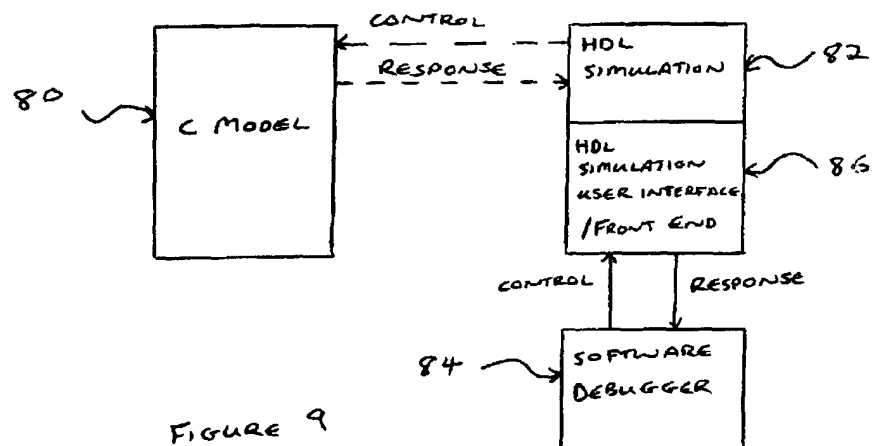 CONTROL
RESPONSE
80
C MODEL
HDL
SIMULATION
82
HDL
SIMULATION
USER INTERFACE
/FRONT END
86
CONTROL
RESPONSE
84
SOFTWARE
DEBUGGER
FIGURE 9